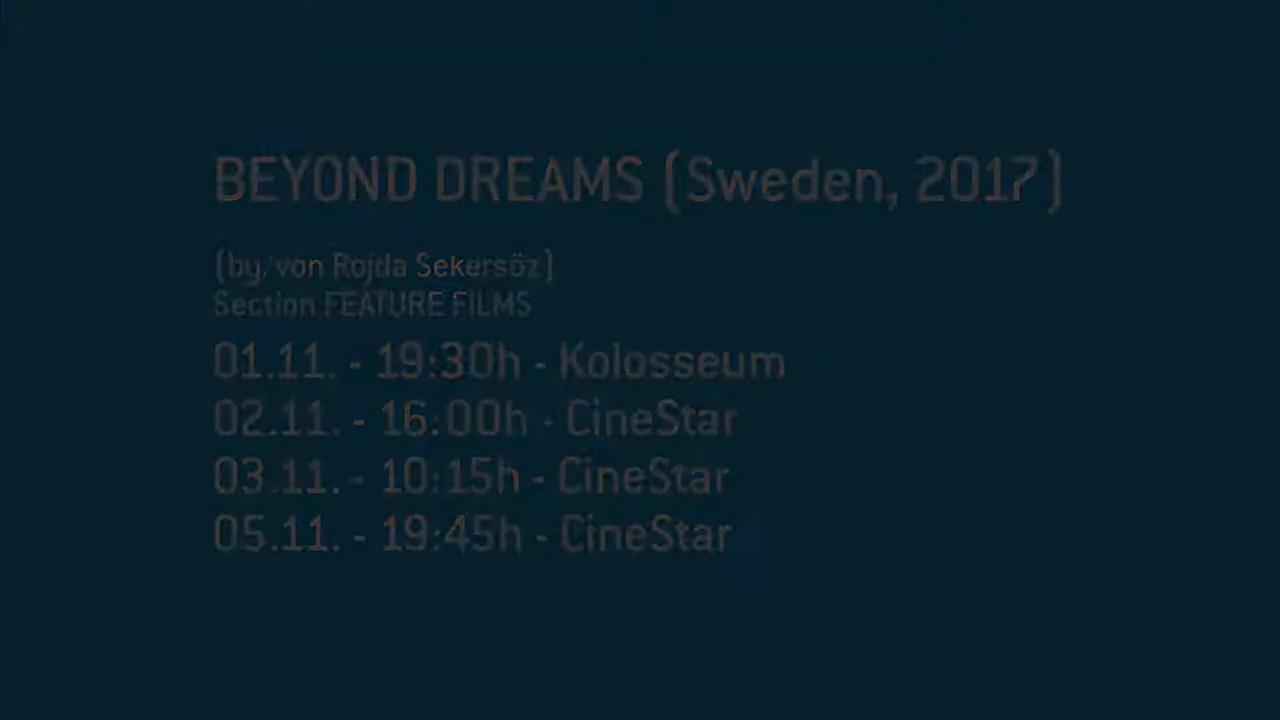 BEYOND DREAMS (Sweden, 2017)
(by/von Rojda Sekersöz)
Section FEATURE FILMS
01.11. - 19:30h - Kolosseum
02.11. - 16:00h - CineStar
03.11. - 10:15h - CineStar
05.11. - 19:45h - CineStar